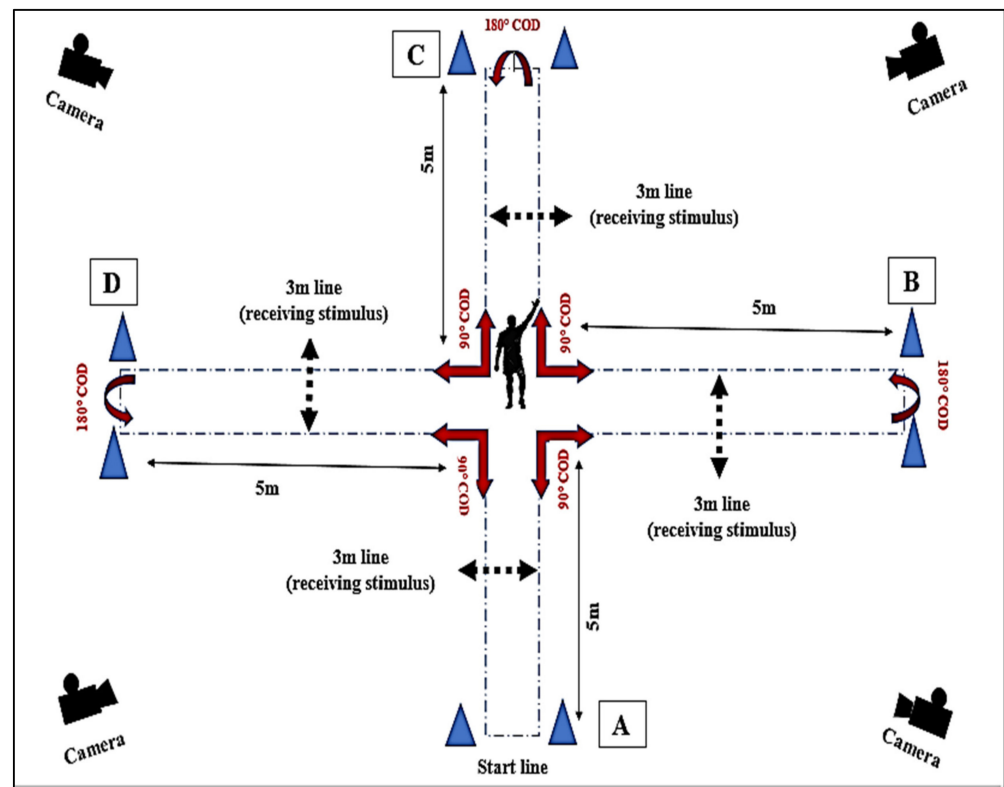 180° COD
C
Camera
Camera
5m
3m line
(receiving stimulus)
D
B
3m line
(receiving stimulus)
90° COD
90° COD
5m
180° COD
180° COD
5m
90° COD
90° COD
3m line
(receiving stimulus)
3m line
(receiving stimulus)
5m
A
Camera
Camera
Start line